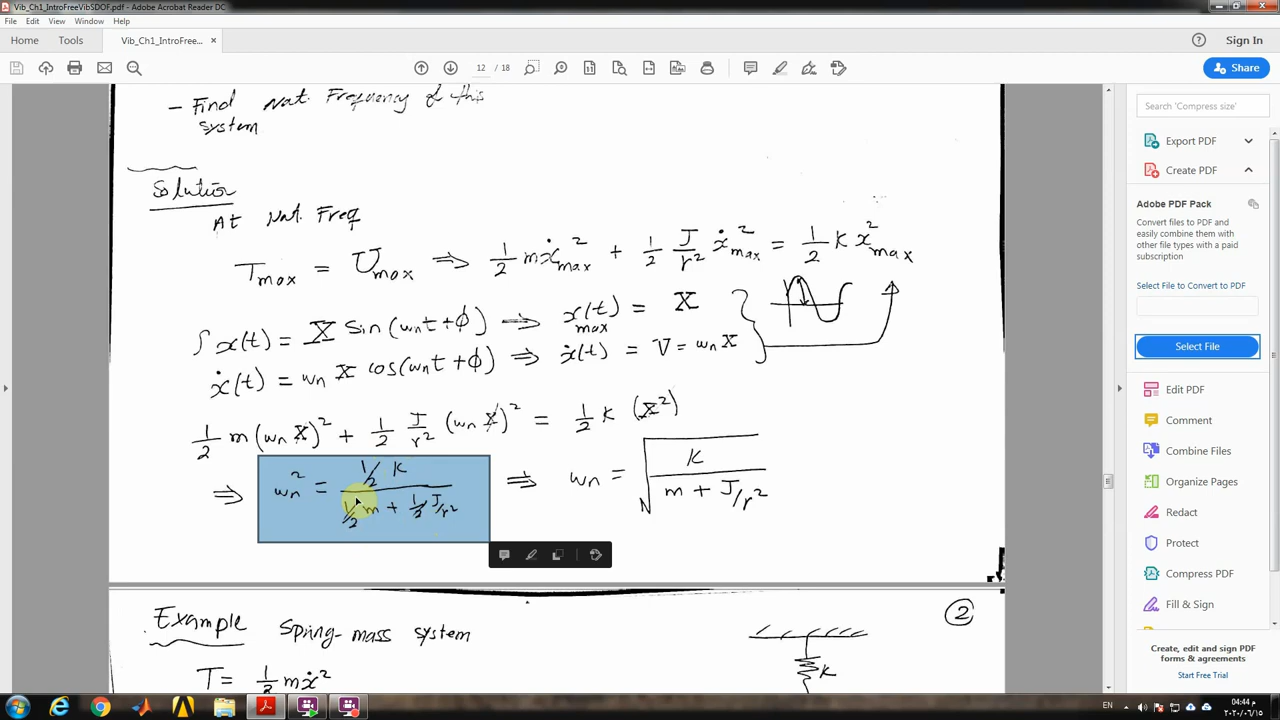 Vib_Ch1_IntroFreeVibSDOF.pdf - Adobe Acrobat Reader DC
File Edit View Window Help
Home Tools Vib_Ch1_IntroFree... × Sign In
12 / 18
Share
- Find Nat. Frequency of this
system
Solution
At Nat. Freq
Tmax = Umax ⇒ 1/2 mẋ²max + 1/2 J/r² ẋ²max = 1/2 K x²max
x(t) = X sin(ωnt+ϕ) ⇒ x(t)max = X
ẋ(t) = ωn X cos(ωnt+ϕ) ⇒ ẋ(t) = V = ωn X
1/2 m(ωn X)² + 1/2 J/r² (ωn X)² = 1/2 K (X²)
⇒ ωn² = 1/2 K / (1/2 m + 1/2 J/r²) ⇒ ωn = √(K / (m + J/r²))
Example Spring-mass system
②
T = 1/2 mẋ²
K
Search 'Compress size'
Export PDF
Create PDF
Adobe PDF Pack
Convert files to PDF and
easily combine them with
other file types with a paid
subscription
Select File to Convert to PDF
Select File
Edit PDF
Comment
Combine Files
Organize Pages
Redact
Protect
Compress PDF
Fill & Sign
Create, edit and sign PDF
forms & agreements
Start Free Trial
EN
04:44 م
٢٠٢٠/٠٦/١٥